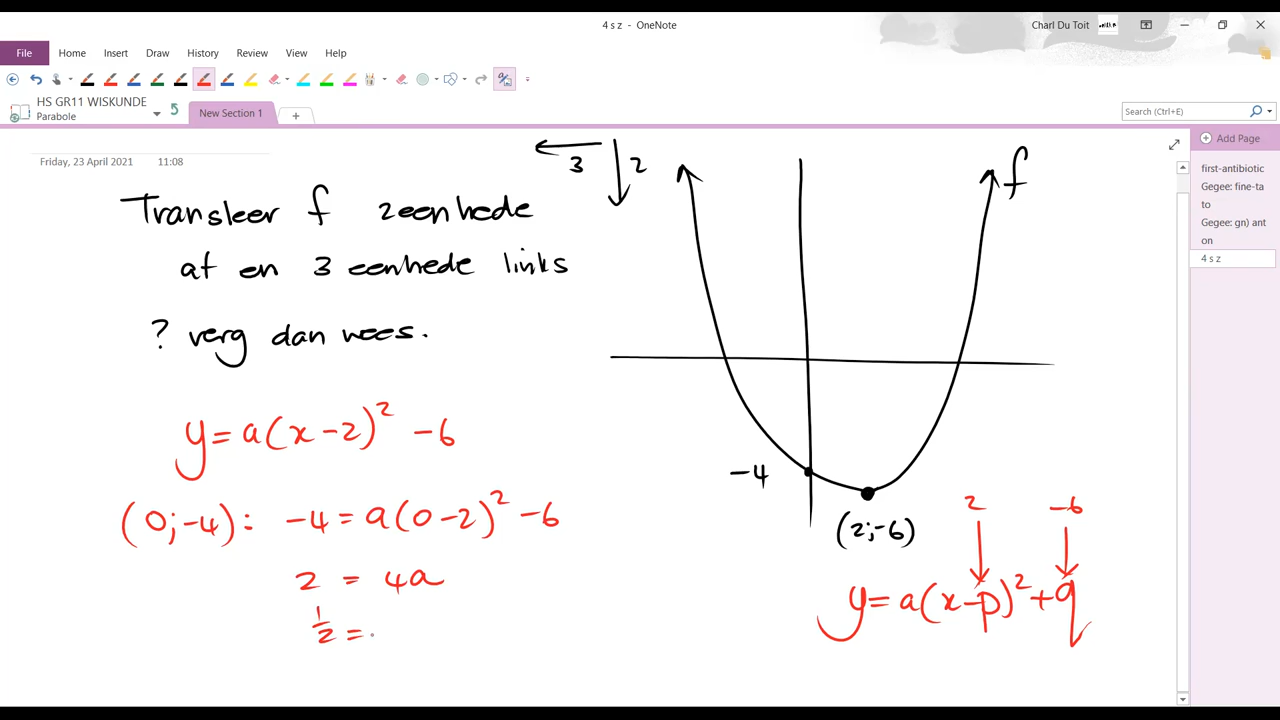 4 s z - OneNote
Charl Du Toit
File Home Insert Draw History Review View Help
HS GR11 WISKUNDE
Parabole
New Section 1
+
Search (Ctrl+E)
Add Page
first-antibiotic
Gegee: fine-ta
to
Gegee: gn) ant
on
4 s z
Friday, 23 April 2021 11:08
3 2
f
Transleer f 2eenhede
af en 3 eenhede links
? verg dan wees.
y=a(x-2)² -6
(0;-4): -4=a(0-2)² -6
2 = 4a
½ =
-4
(2;-6)
2 -6
y=a(x-p)²+q